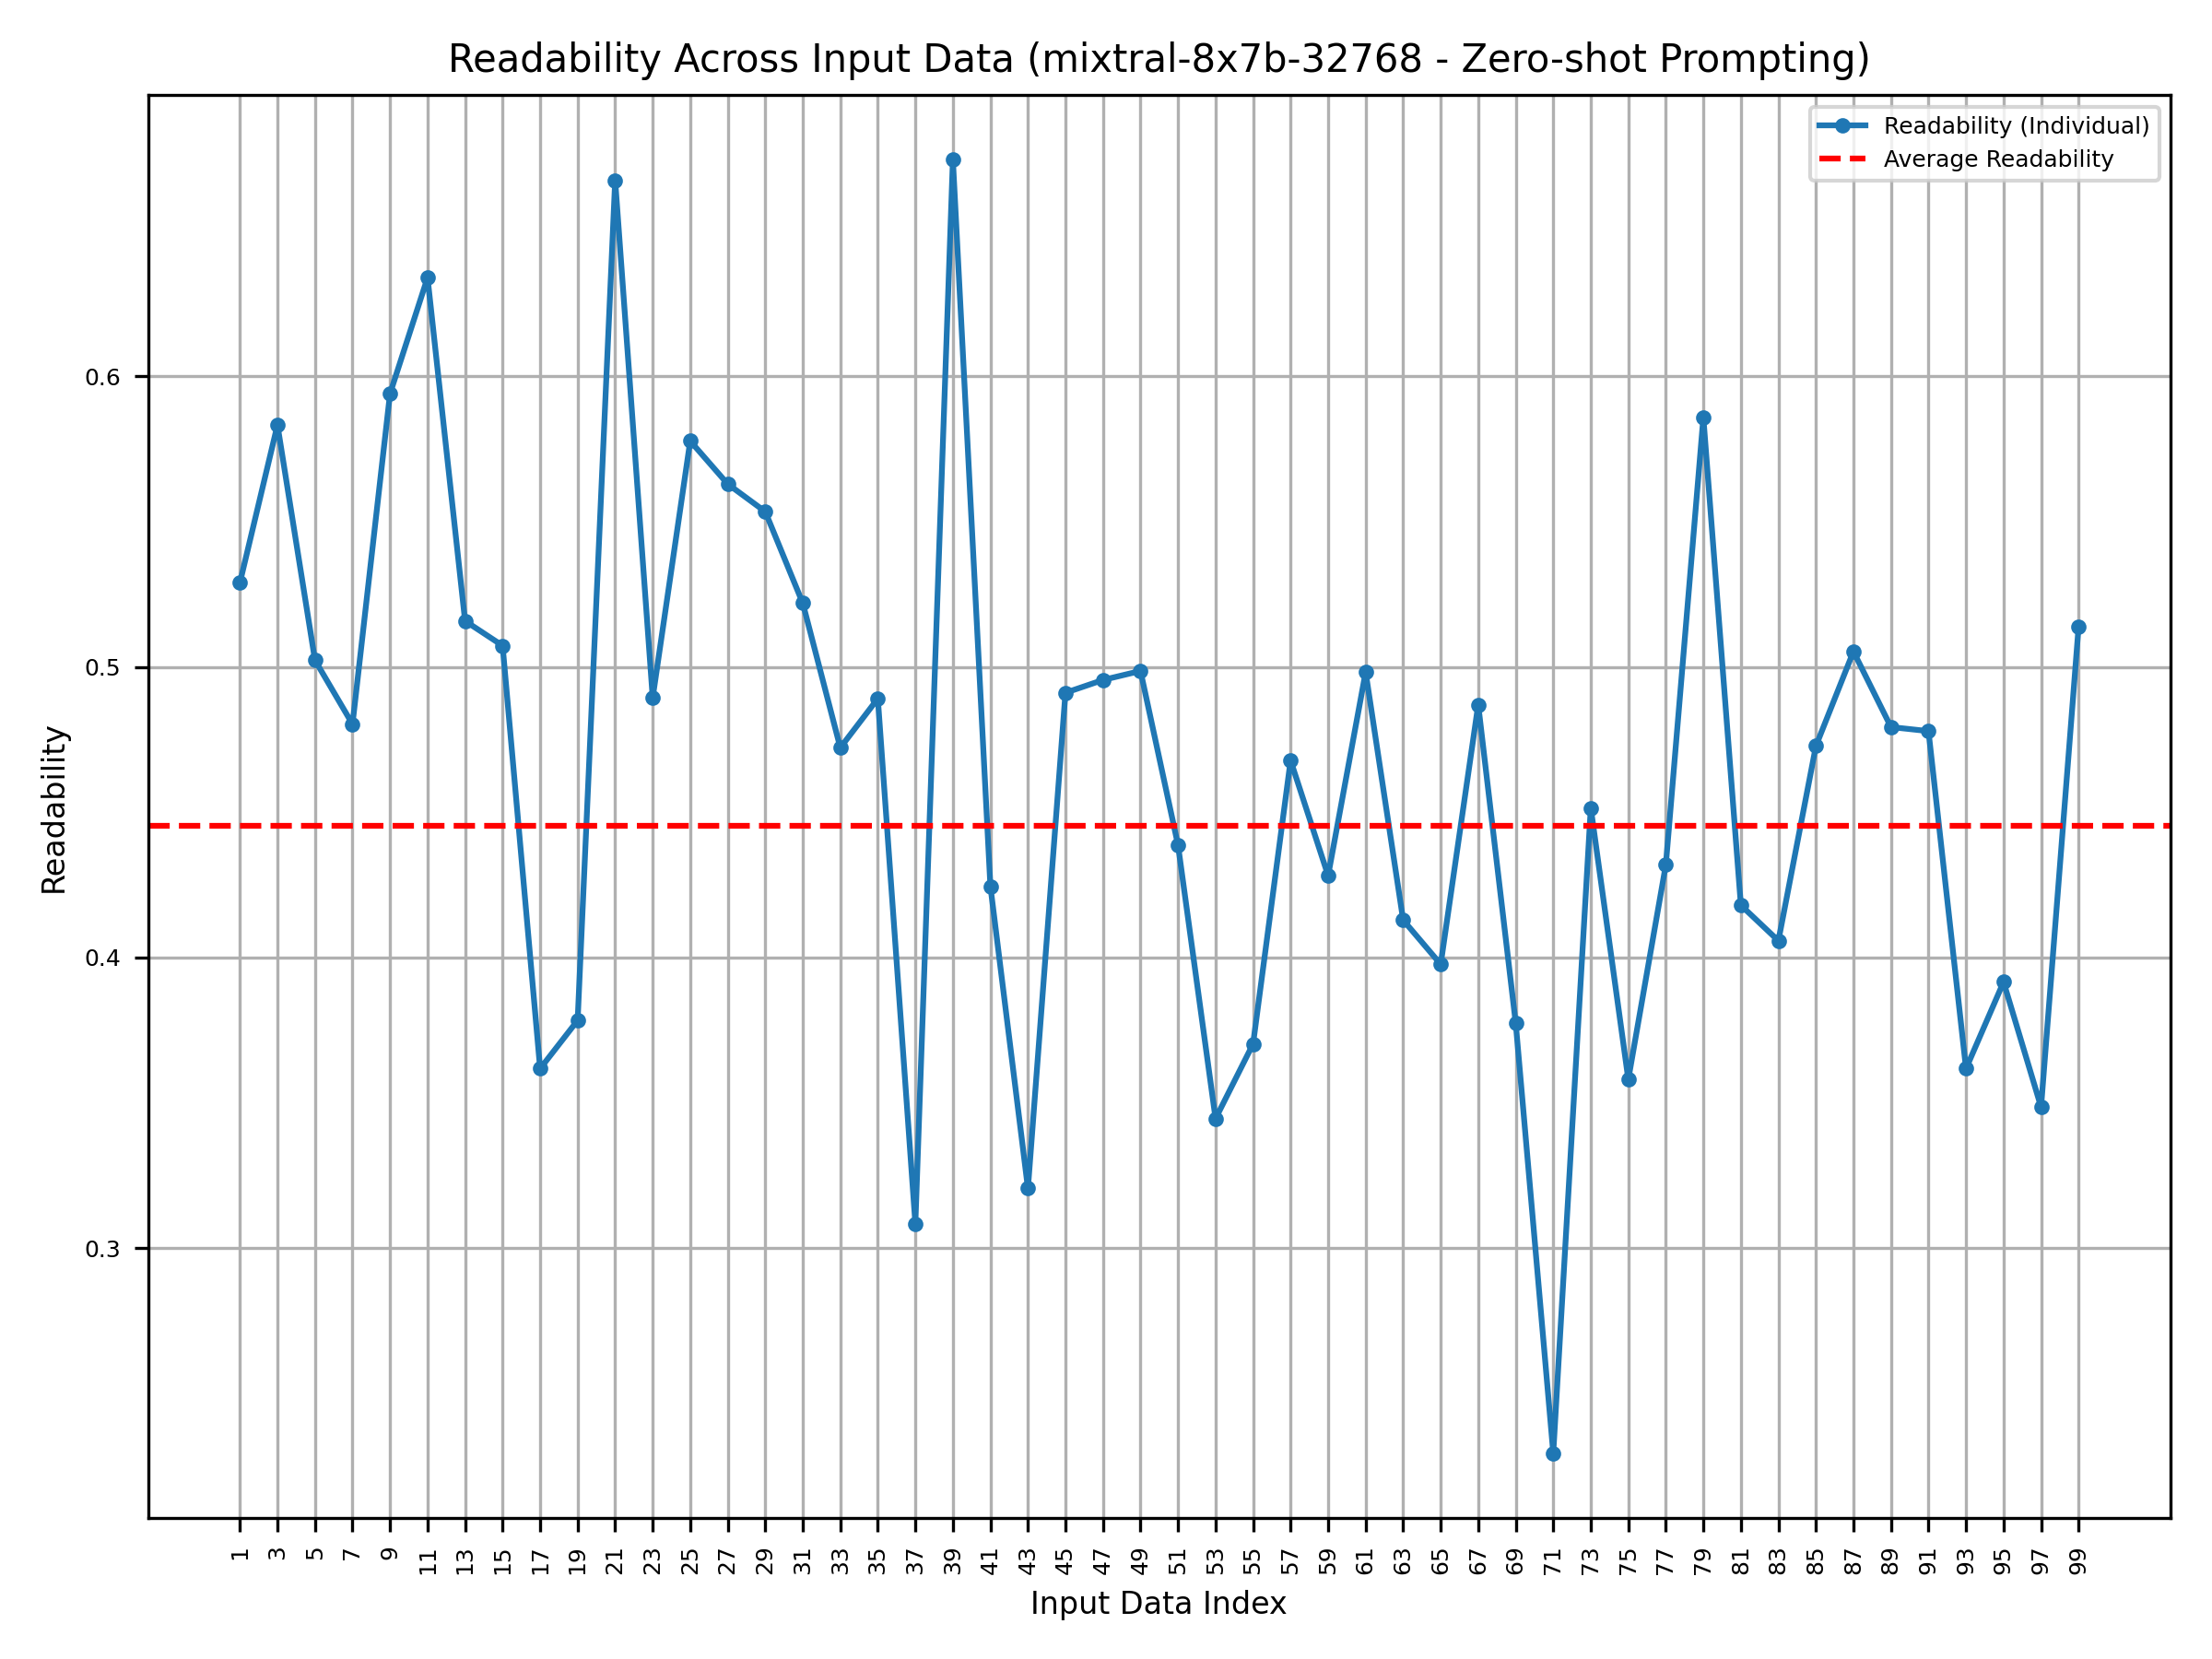 Readability Across Input Data (mixtral-8x7b-32768 - Zero-shot Prompting)
Readability (Individual)
Average Readability
Readability
0.6
0.5
0.4
0.3
1 3 5 7 9 11 13 15 17 19 21 23 25 27 29 31 33 35 37 39 41 43 45 47 49 51 53 55 57 59 61 63 65 67 69 71 73 75 77 79 81 83 85 87 89 91 93 95 97 99
Input Data Index